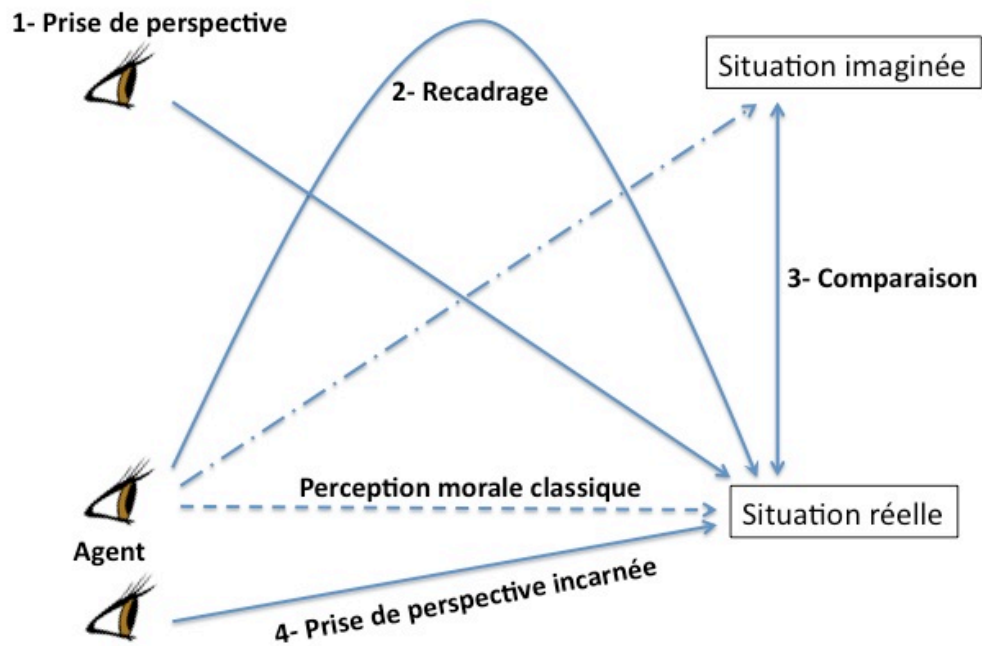 1- Prise de perspective
Situation imaginée
2- Recadrage
3- Comparaison
Perception morale classique
Situation réelle
Agent
4- Prise de perspective incarnée